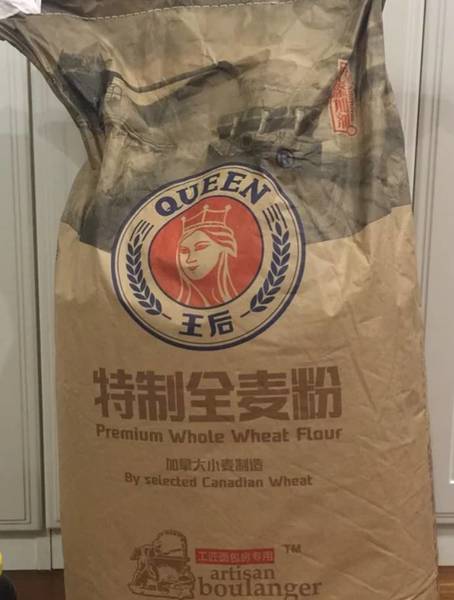 QUEEN
王后
特制全麦粉
Premium Whole Wheat Flour
加拿大小麦制造
By selected Canadian Wheat
工匠面包房专用 TM
artisan
boulanger